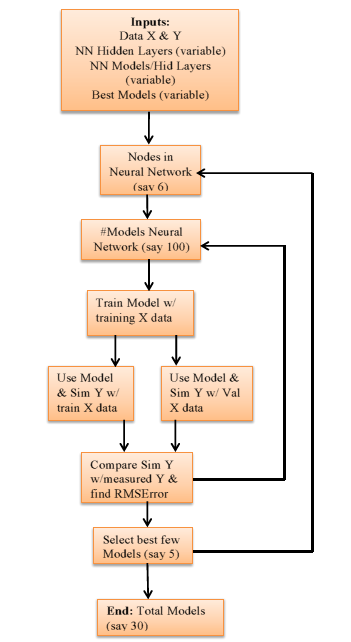 Inputs:
Data X & Y
NN Hidden Layers (variable)
NN Models/Hid Layers
(variable)
Best Models (variable)
Nodes in
Neural Network
(say 6)
#Models Neural
Network (say 100)
Train Model w/
training X data
Use Model
& Sim Y w/
train X data
Use Model &
Sim Y w/ Val
X data
Compare Sim Y
w/measured Y &
find RMSError
Select best few
Models (say 5)
End: Total Models
(say 30)